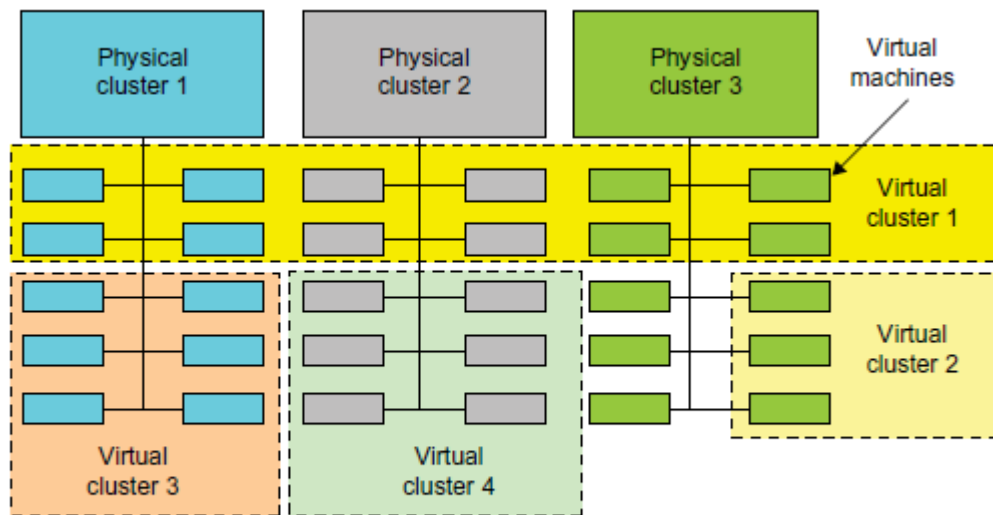 Physical
cluster 1
Physical
cluster 2
Physical
cluster 3
Virtual
machines
Virtual
cluster 1
Virtual
cluster 2
Virtual
cluster 3
Virtual
cluster 4